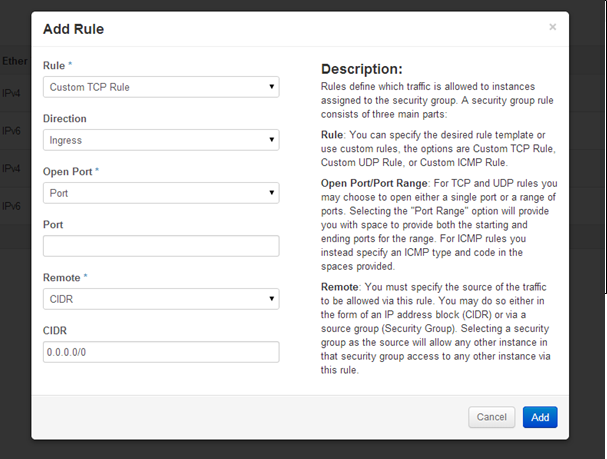 Add Rule
×
Ether
IPv4
IPv6
IPv4
IPv6
Rule *
Custom TCP Rule
Direction
Ingress
Open Port *
Port
Port
Remote *
CIDR
CIDR
0.0.0.0/0
Description:
Rules define which traffic is allowed to instances
assigned to the security group. A security group rule
consists of three main parts:
Rule: You can specify the desired rule template or
use custom rules, the options are Custom TCP Rule,
Custom UDP Rule, or Custom ICMP Rule.
Open Port/Port Range: For TCP and UDP rules you
may choose to open either a single port or a range of
ports. Selecting the "Port Range" option will provide
you with space to provide both the starting and
ending ports for the range. For ICMP rules you
instead specify an ICMP type and code in the
spaces provided.
Remote: You must specify the source of the traffic
to be allowed via this rule. You may do so either in
the form of an IP address block (CIDR) or via a
source group (Security Group). Selecting a security
group as the source will allow any other instance in
that security group access to any other instance via
this rule.
Cancel
Add